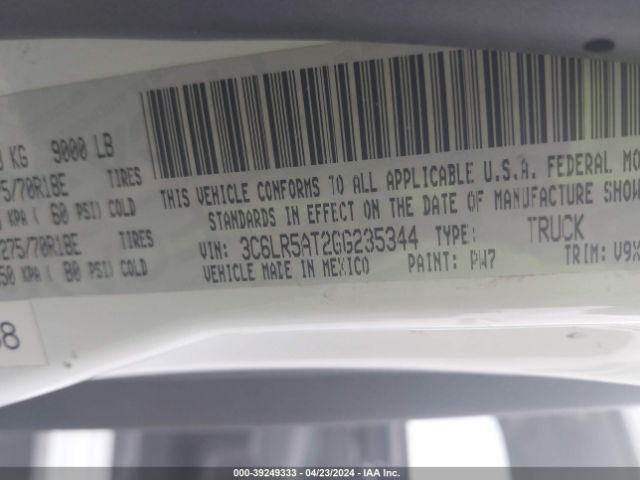 KG 9000 LB
5/70R18E TIRES
KPA ( 60 PSI) COLD
275/70R18E TIRES
50 KPA ( 80 PSI) COLD
THIS VEHICLE CONFORMS TO ALL APPLICABLE U.S.A. FEDERAL MO
STANDARDS IN EFFECT ON THE DATE OF MANUFACTURE SHOW
VIN: 3C6LR5AT2GG235344 TYPE: TRUCK
VEHICLE MADE IN MEXICO PAINT: PW7 TRIM: V9X
8
000-39249333 - 04/23/2024 - IAA Inc.